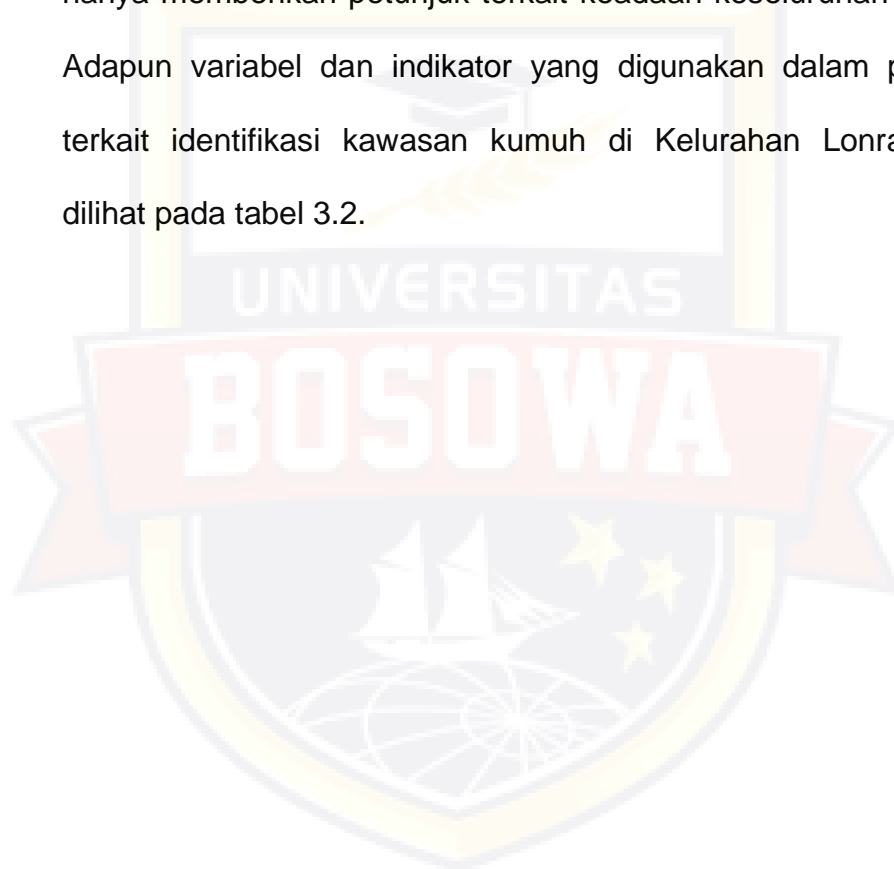 Adapun variabel dan indikator yang digunakan dalam
terkait identifikasi kawasan kumuh di Kelurahan
dilihat pada tabel 3.2.
UNIVERSITAS
BOSOWA